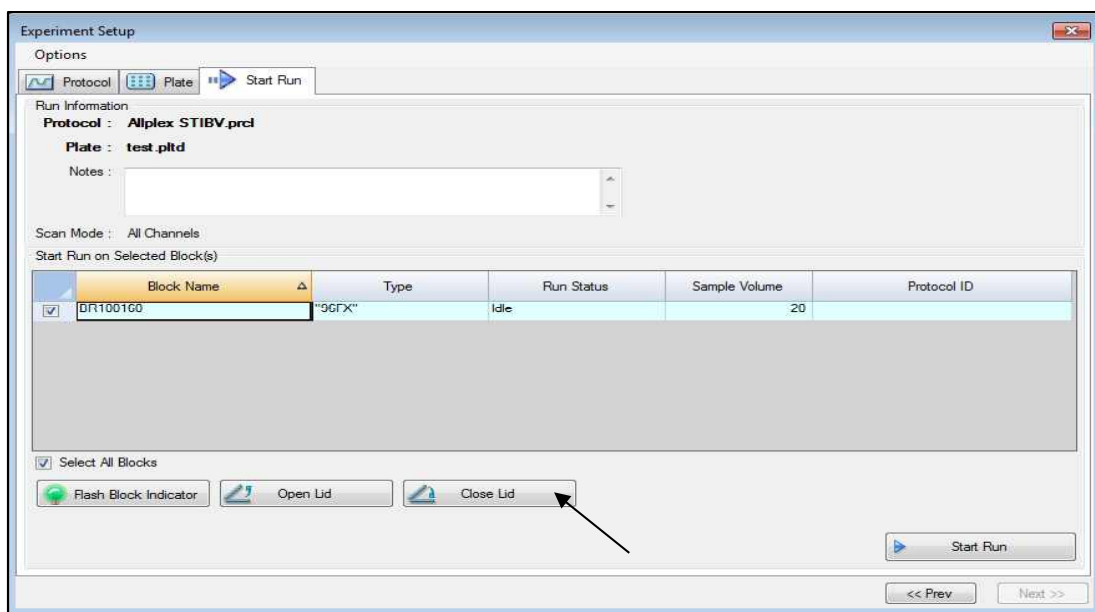 Experiment Setup
Options
Protocol Plate Start Run
Run Information
Protocol : Allplex STIBV.prcl
Plate : test.pltd
Notes :
Scan Mode : All Channels
Start Run on Selected Block(s)
Block Name Type Run Status Sample Volume Protocol ID
Idle 20
Select All Blocks
Flash Block Indicator Open Lid Close Lid
Start Run
<< Prev Next >>